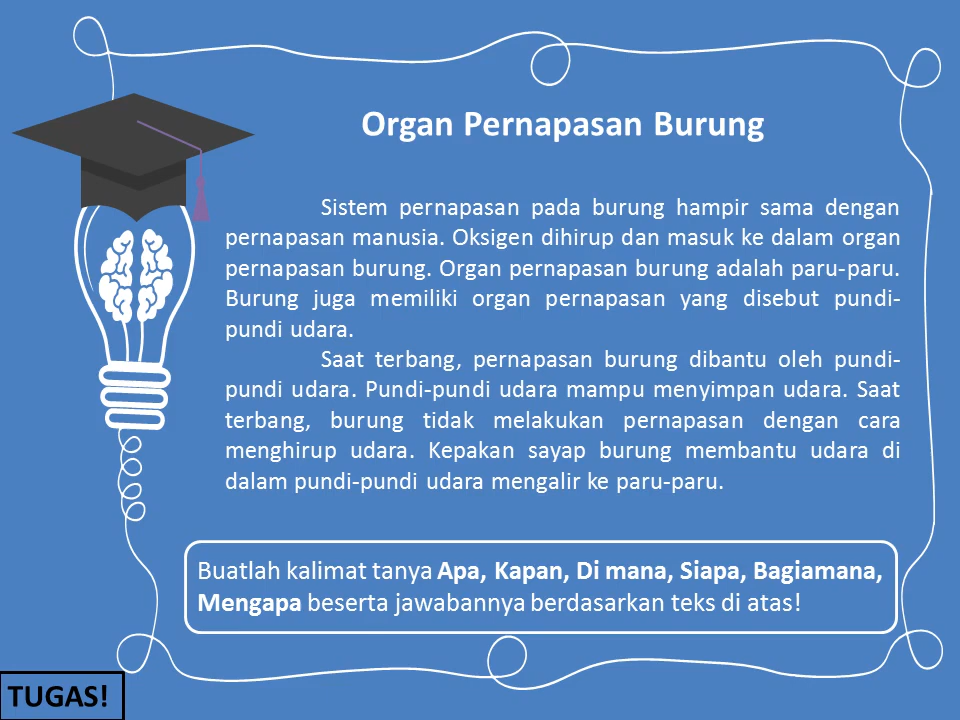 Organ Pernapasan Burung
Sistem pernapasan pada burung hampir sama dengan
pernapasan manusia. Oksigen dihirup dan masuk ke dalam organ
pernapasan burung. Organ pernapasan burung adalah paru-paru.
Burung juga memiliki organ pernapasan yang disebut pundi-
pundi udara.
Saat terbang, pernapasan burung dibantu oleh pundi-
pundi udara. Pundi-pundi udara mampu menyimpan udara. Saat
terbang, burung tidak melakukan pernapasan dengan cara
menghirup udara. Kepakan sayap burung membantu udara di
dalam pundi-pundi udara mengalir ke paru-paru.
Buatlah kalimat tanya Apa, Kapan, Di mana, Siapa, Bagiamana,
Mengapa beserta jawabannya berdasarkan teks di atas!
TUGAS!